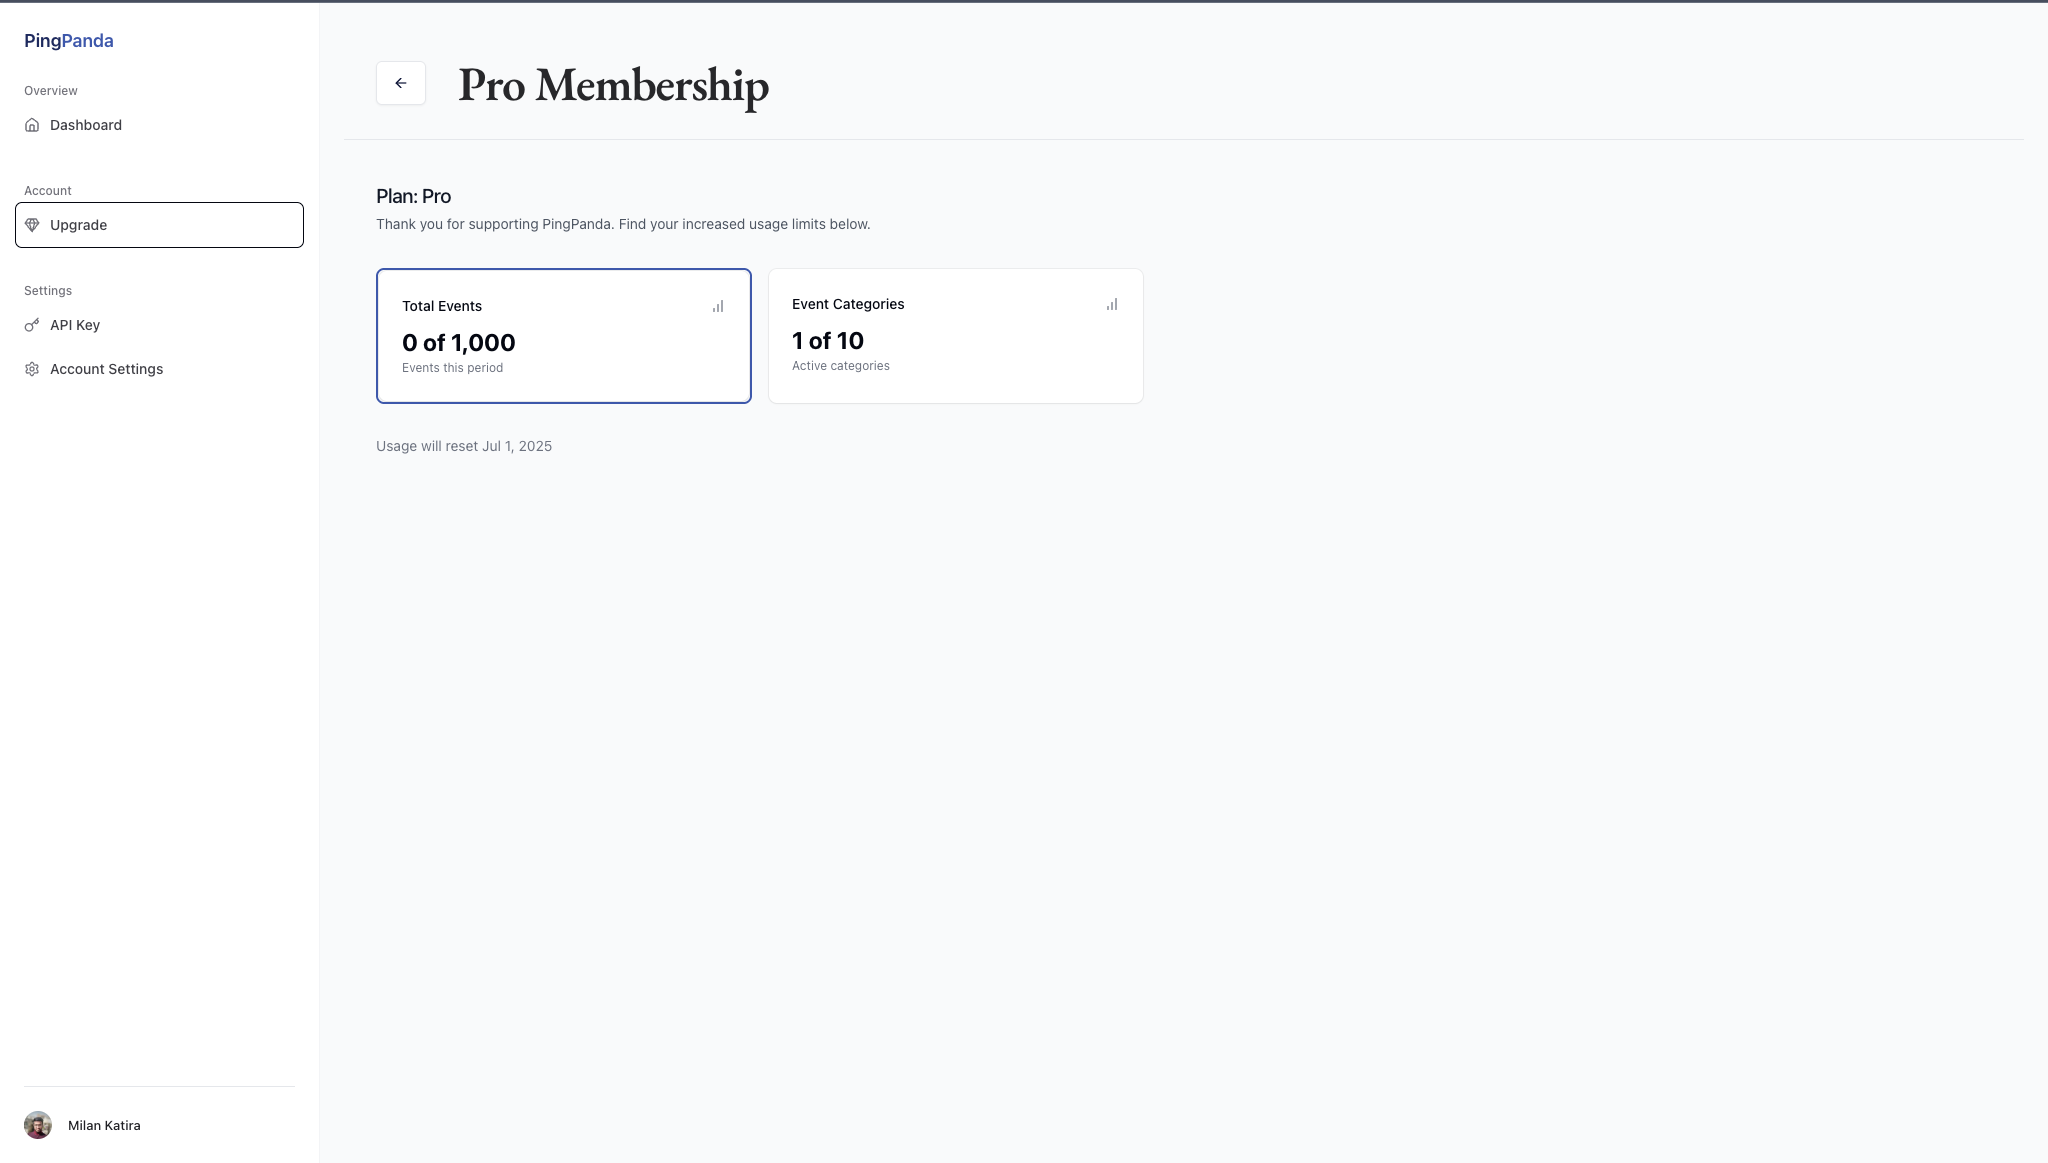 PingPanda
Overview
Dashboard
Account
Upgrade
Settings
API Key
Account Settings
Milan Katira
Pro Membership
Plan: Pro
Thank you for supporting PingPanda. Find your increased usage limits below.
Total Events
0 of 1,000
Events this period
Event Categories
1 of 10
Active categories
Usage will reset Jul 1, 2025